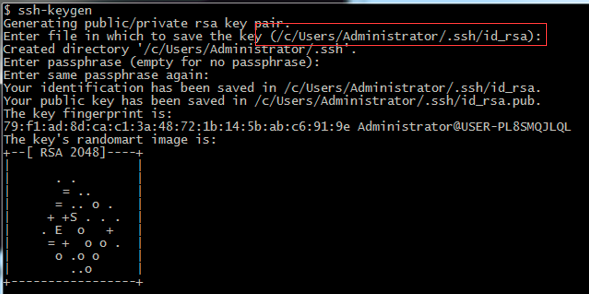 $ ssh-keygen
Generating public/private rsa key pair.
Enter file in which to save the key (/c/Users/Administrator/.ssh/id_rsa):
Created directory '/c/Users/Administrator/.ssh'.
Enter passphrase (empty for no passphrase):
Enter same passphrase again:
Your identification has been saved in /c/Users/Administrator/.ssh/id_rsa.
Your public key has been saved in /c/Users/Administrator/.ssh/id_rsa.pub.
The key fingerprint is:
79:f1:ad:8d:ca:c1:3a:48:72:1b:14:5b:ab:c6:91:9e Administrator@USER-PL8SMQJLQL
The key's randomart image is:
+--[ RSA 2048]----+
|                 |
|      . .        |
|       = ..      |
|      = .. o .   |
|     + +S . . .  |
|    . E  o   +   |
|     = +  o o .  |
|      o .o o     |
|        ..o      |
+-----------------+